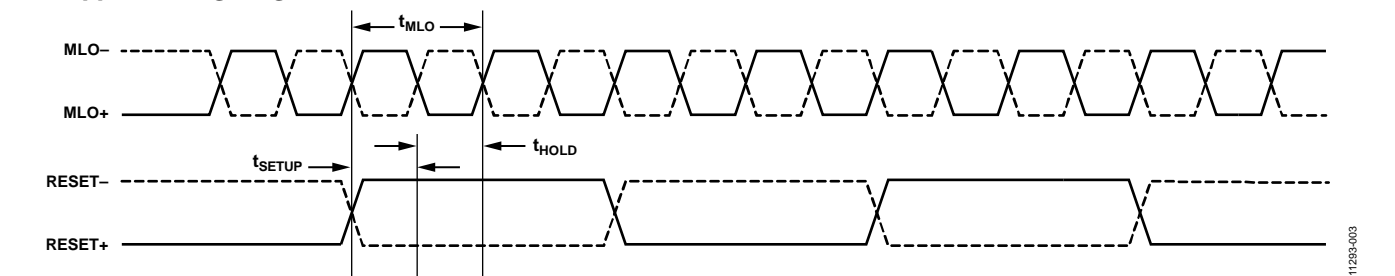 tMLO
MLO–
MLO+
tHOLD
tSETUP
RESET–
RESET+
11293-003